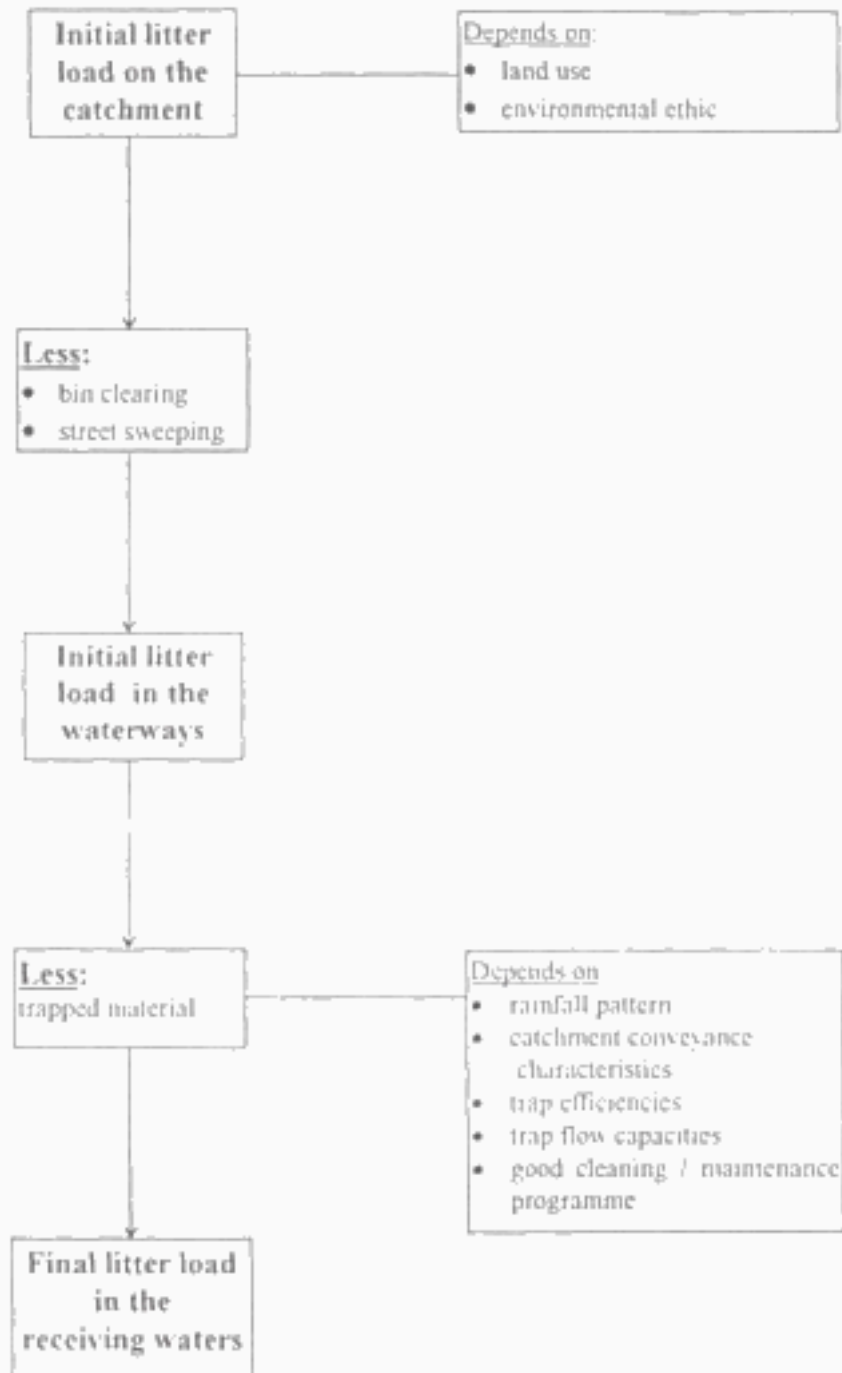 Initial litter
load on the
catchment
Depends on:
• land use
• environmental ethic
Less:
• bin clearing
• street sweeping
Initial litter
load in the
waterways
Less:
trapped material
Depends on
• rainfall pattern
• catchment conveyance
characteristics
• trap efficiencies
• trap flow capacities
• good cleaning / maintenance
programme
Final litter load
in the
receiving waters